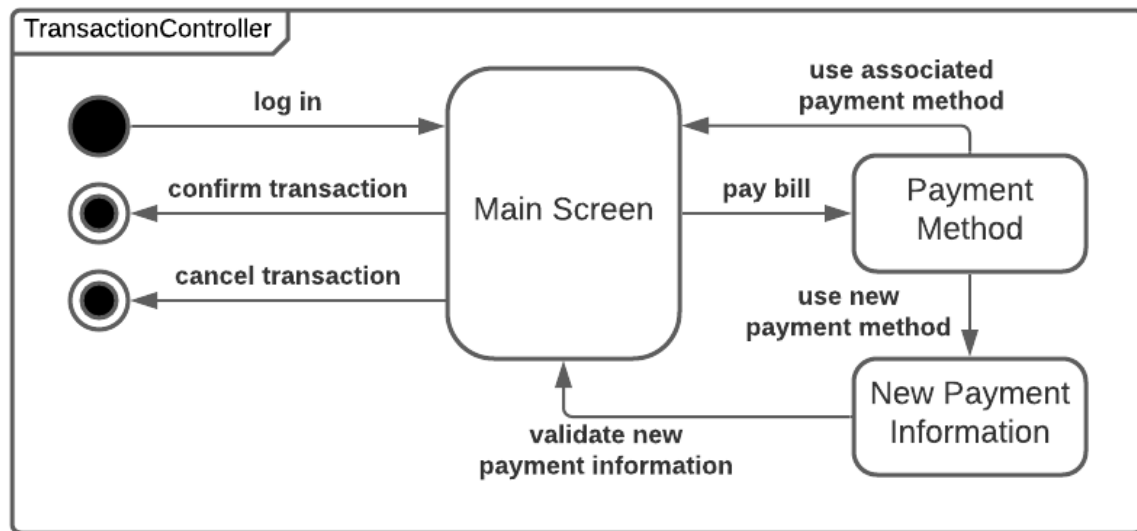 TransactionController
log in
confirm transaction
cancel transaction
Main Screen
use associated
payment method
pay bill
Payment
Method
use new
payment method
New Payment
Information
validate new
payment information